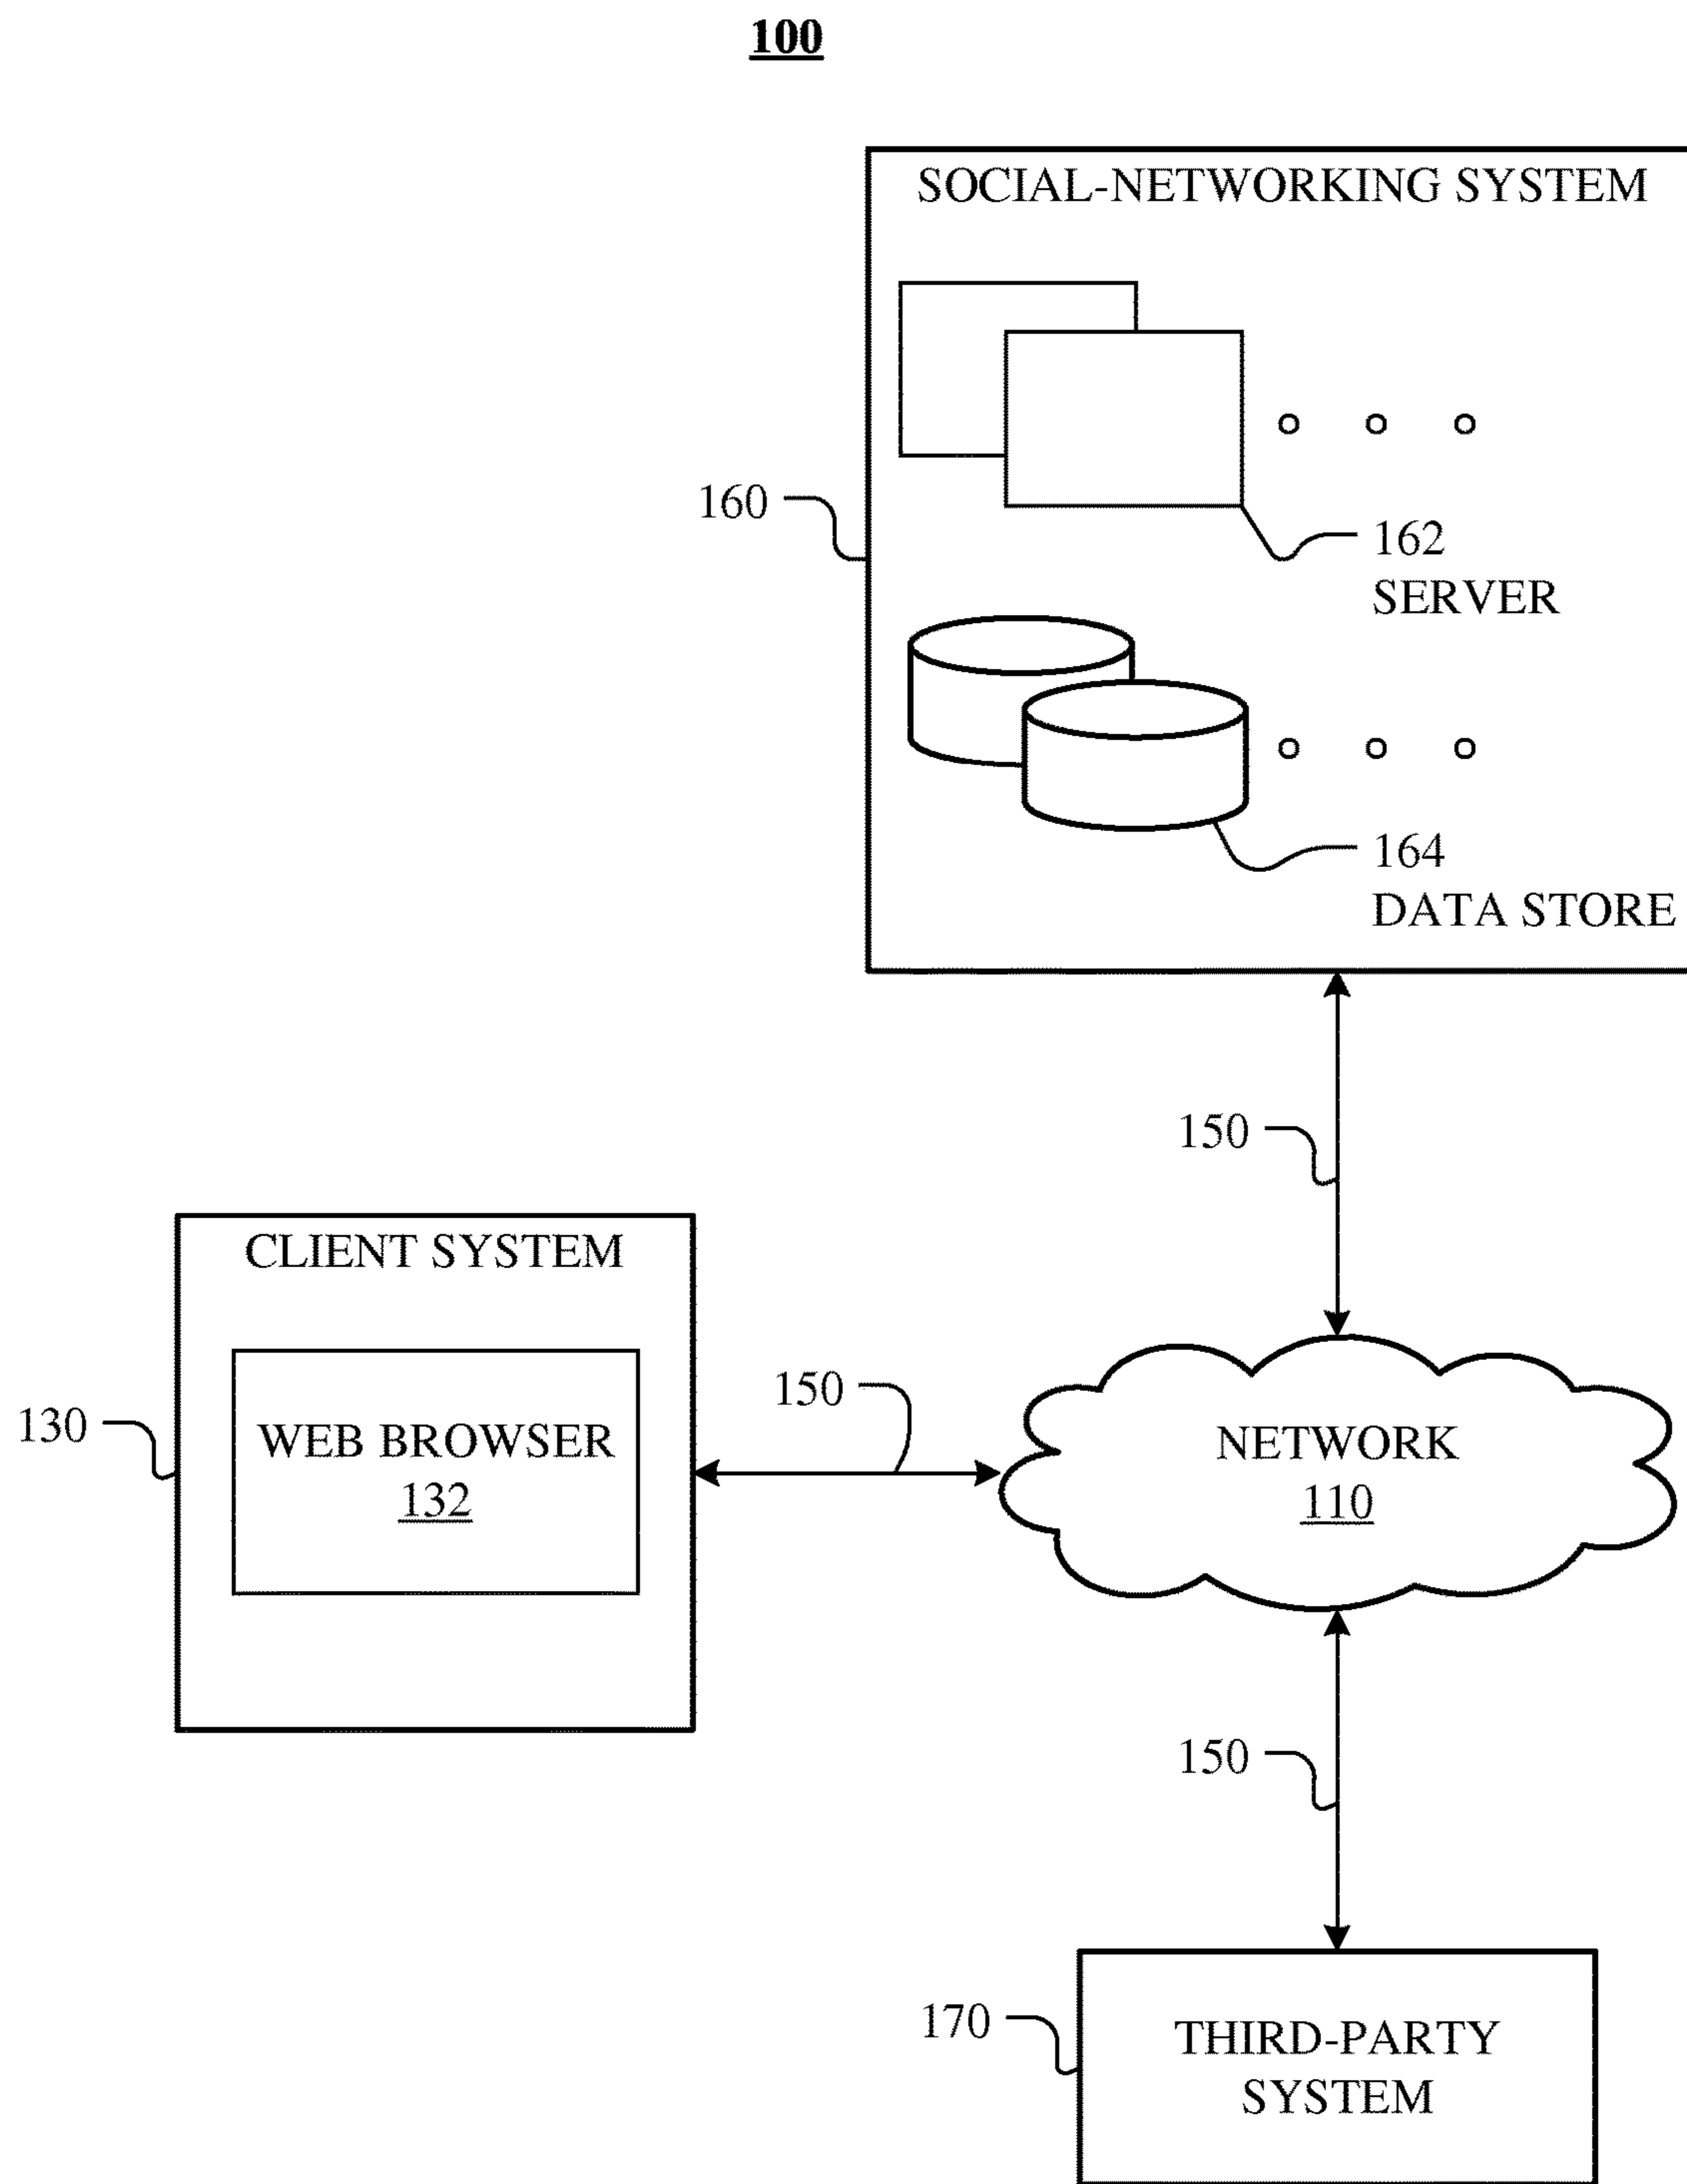 100
SOCIAL-NETWORKING SYSTEM
160
162
SERVER
164
DATA STORE
150
CLIENT SYSTEM
130
WEB BROWSER
132
150
NETWORK
110
150
170
THIRD-PARTY
SYSTEM